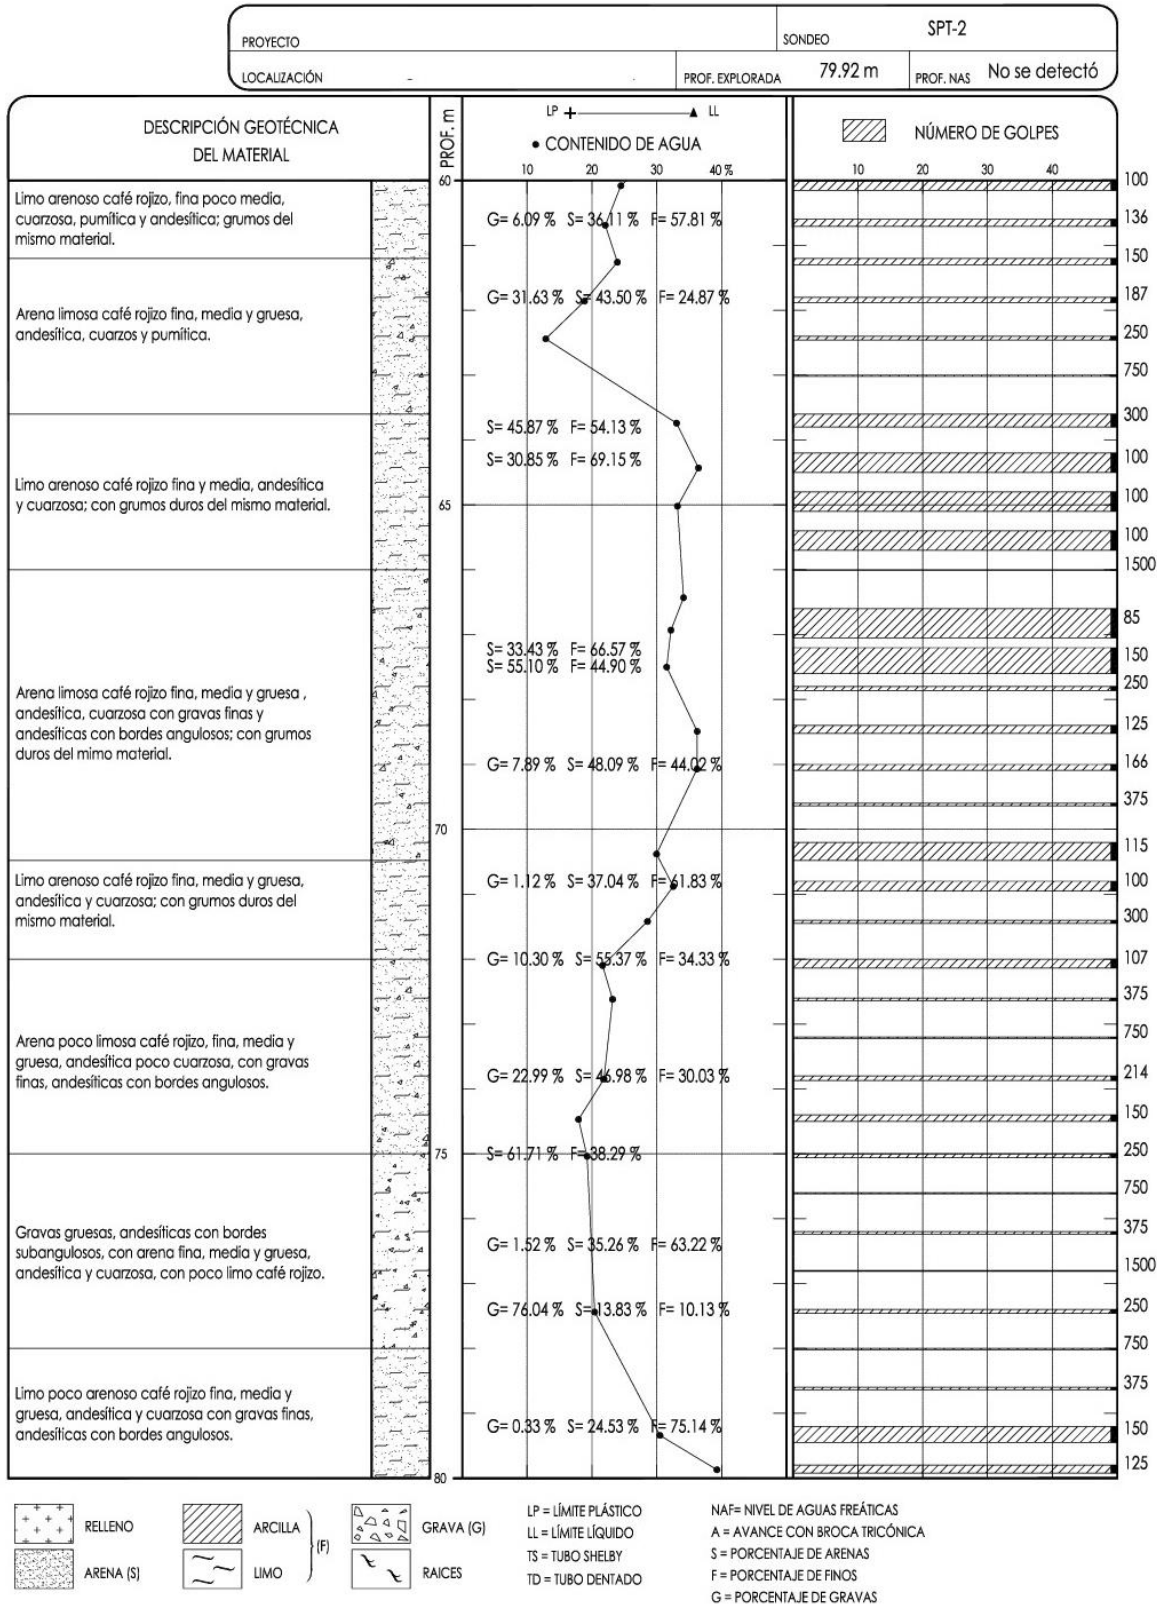 PROYECTO
SONDEO SPT-2
LOCALIZACIÓN
PROF. EXPLORADA 79.92 m
PROF. NAS No se detectó
DESCRIPCIÓN GEOTÉCNICA
DEL MATERIAL
PROF. m
LP LL
CONTENIDO DE AGUA
10 20 30 40 %
NÚMERO DE GOLPES
10 20 30 40
60
Limo arenoso café rojizo, fina poco media,
cuarzosa, pumítica y andesítica; grumos del
mismo material.
Arena limosa café rojizo fina, media y gruesa,
andesítica, cuarzos y pumítica.
Limo arenoso café rojizo fina y media, andesítica
y cuarzosa; con grumos duros del mismo material.
Arena limosa café rojizo fina, media y gruesa ,
andesítica, cuarzosa con gravas finas y
andesíticas con bordes angulosos; con grumos
duros del mimo material.
Limo arenoso café rojizo fina, media y gruesa,
andesítica y cuarzosa; con grumos duros del
mismo material.
Arena poco limosa café rojizo, fina, media y
gruesa, andesítica poco cuarzosa, con gravas
finas, andesíticas con bordes angulosos.
Gravas gruesas, andesíticas con bordes
subangulosos, con arena fina, media y gruesa,
andesítica y cuarzosa, con poco limo café rojizo.
Limo poco arenoso café rojizo fina, media y
gruesa, andesítica y cuarzosa con gravas finas,
andesíticas con bordes angulosos.
65
70
75
80
G= 6.09 % S= 36.11 % F= 57.81 %
G= 31.63 % S= 43.50 % F= 24.87 %
S= 45.87 % F= 54.13 %
S= 30.85 % F= 69.15 %
S= 33.43 % F= 66.57 %
S= 55.10 % F= 44.90 %
G= 7.89 % S= 48.09 % F= 44.02 %
G= 1.12 % S= 37.04 % F= 61.83 %
G= 10.30 % S= 55.37 % F= 34.33 %
G= 22.99 % S= 46.98 % F= 30.03 %
S= 61.71 % F= 38.29 %
G= 1.52 % S= 35.26 % F= 63.22 %
G= 76.04 % S= 13.83 % F= 10.13 %
G= 0.33 % S= 24.53 % F= 75.14 %
100
136
150
187
250
750
300
100
100
100
1500
85
150
250
125
166
375
115
100
300
107
375
750
214
150
250
750
375
1500
250
750
375
150
125
RELLENO
ARENA (S)
ARCILLA
LIMO
(F)
GRAVA (G)
RAICES
LP = LÍMITE PLÁSTICO
LL = LÍMITE LÍQUIDO
TS = TUBO SHELBY
TD = TUBO DENTADO
NAF= NIVEL DE AGUAS FREÁTICAS
A = AVANCE CON BROCA TRICÓNICA
S = PORCENTAJE DE ARENAS
F = PORCENTAJE DE FINOS
G = PORCENTAJE DE GRAVAS